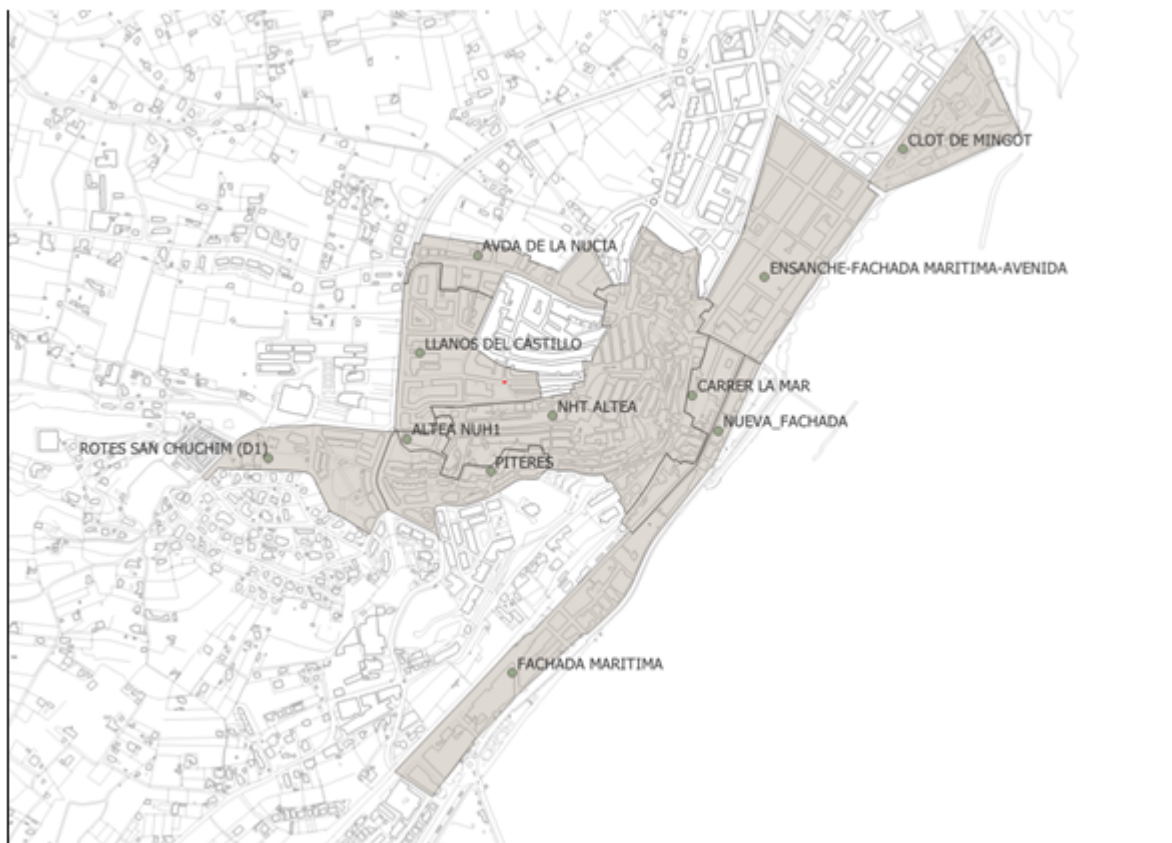 CLOT DE MINGOT
AVDA DE LA NUCIA
ENSANCHE-FACHADA MARITIMA-AVENIDA
LLANOS DEL CASTILLO
CARRER LA MAR
NHT ALTEA
NUEVA_FACHADA
ALTEA NUH1
ROTES SAN CHUCHIM (D1)
PITERES
FACHADA MARITIMA